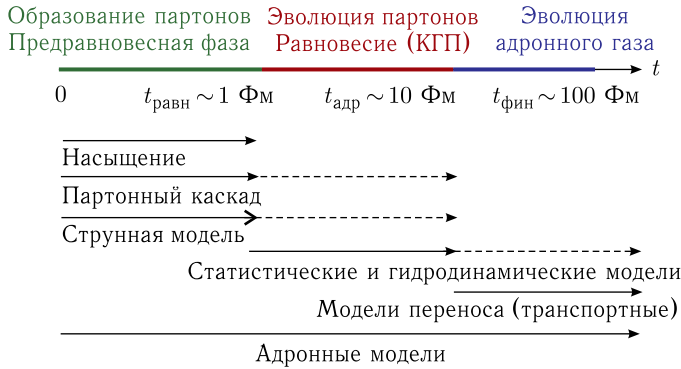 Образование партонов
Предравновесная фаза
Эволюция партонов
Равновесие (КГП)
Эволюция
адронного газа
t
0
tравн ~ 1 Фм
tадр ~ 10 Фм
tфин ~ 100 Фм
Насыщение
Партонный каскад
Струнная модель
Статистические и гидродинамические модели
Модели переноса (транспортные)
Адронные модели